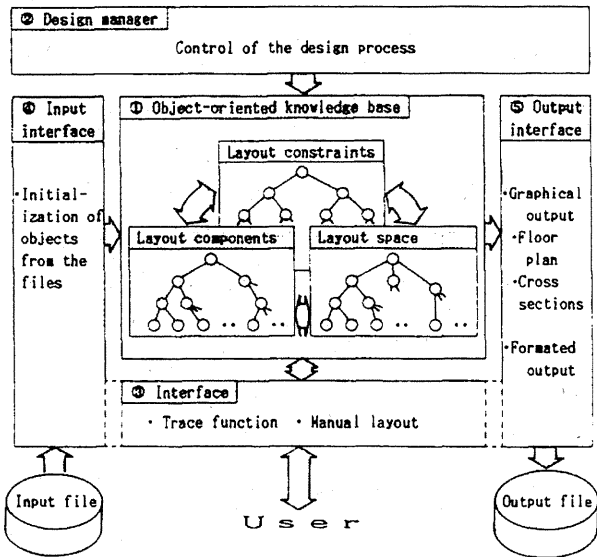 ② Design manager
Control of the design process
④ Input
interface
・Initial-
ization of
objects
from the
files
① Object-oriented knowledge base
Layout constraints
Layout components
Layout space
⑤ Output
interface
・Graphical
output
・Floor
plan
・Cross
sections
・Formated
output
③ Interface
・ Trace function ・ Manual layout
Input file
User
Output file